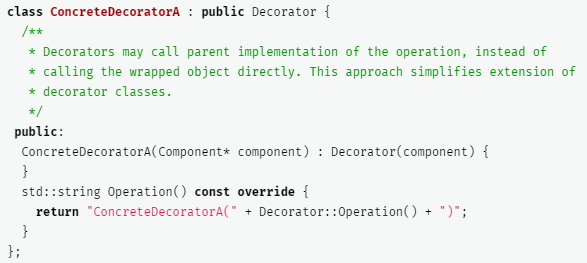 class ConcreteDecoratorA : public Decorator {
  /**
   * Decorators may call parent implementation of the operation, instead of
   * calling the wrapped object directly. This approach simplifies extension of
   * decorator classes.
   */
 public:
  ConcreteDecoratorA(Component* component) : Decorator(component) {
  }
  std::string Operation() const override {
    return "ConcreteDecoratorA(" + Decorator::Operation() + ")";
  }
};